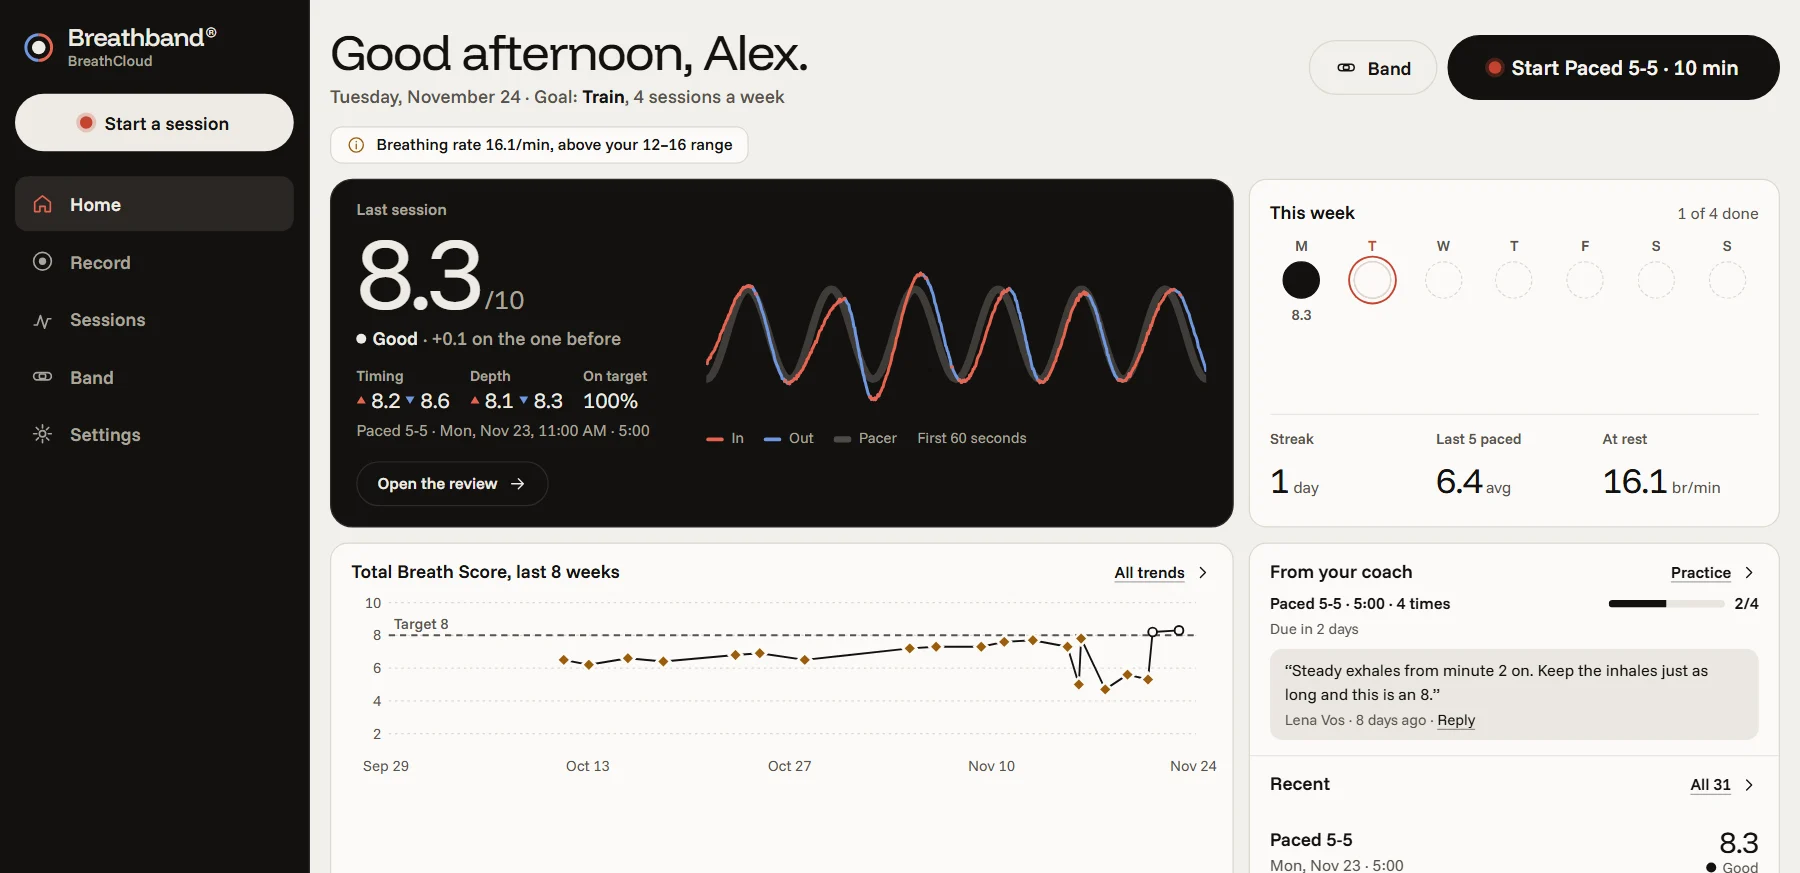 Breathband®
BreathCloud
Start a session
Home
Record
Sessions
Band
Settings
Good afternoon, Alex.
Tuesday, November 24 · Goal: Train, 4 sessions a week
Band
Start Paced 5-5 · 10 min
Breathing rate 16.1/min, above your 12–16 range
Last session
8.3/10
Good · +0.1 on the one before
Timing Depth On target
8.2 8.6 8.1 8.3 100%
Paced 5-5 · Mon, Nov 23, 11:00 AM · 5:00
Open the review
In Out Pacer First 60 seconds
This week 1 of 4 done
M T W T F S S
8.3
Streak Last 5 paced At rest
1 day 6.4 avg 16.1 br/min
Total Breath Score, last 8 weeks All trends
10
Target 8
8
6
4
2
Sep 29 Oct 13 Oct 27 Nov 10 Nov 24
From your coach Practice
Paced 5-5 · 5:00 · 4 times 2/4
Due in 2 days
“Steady exhales from minute 2 on. Keep the inhales just as
long and this is an 8.”
Lena Vos · 8 days ago · Reply
Recent All 31
Paced 5-5 8.3
Mon, Nov 23 · 5:00 Good